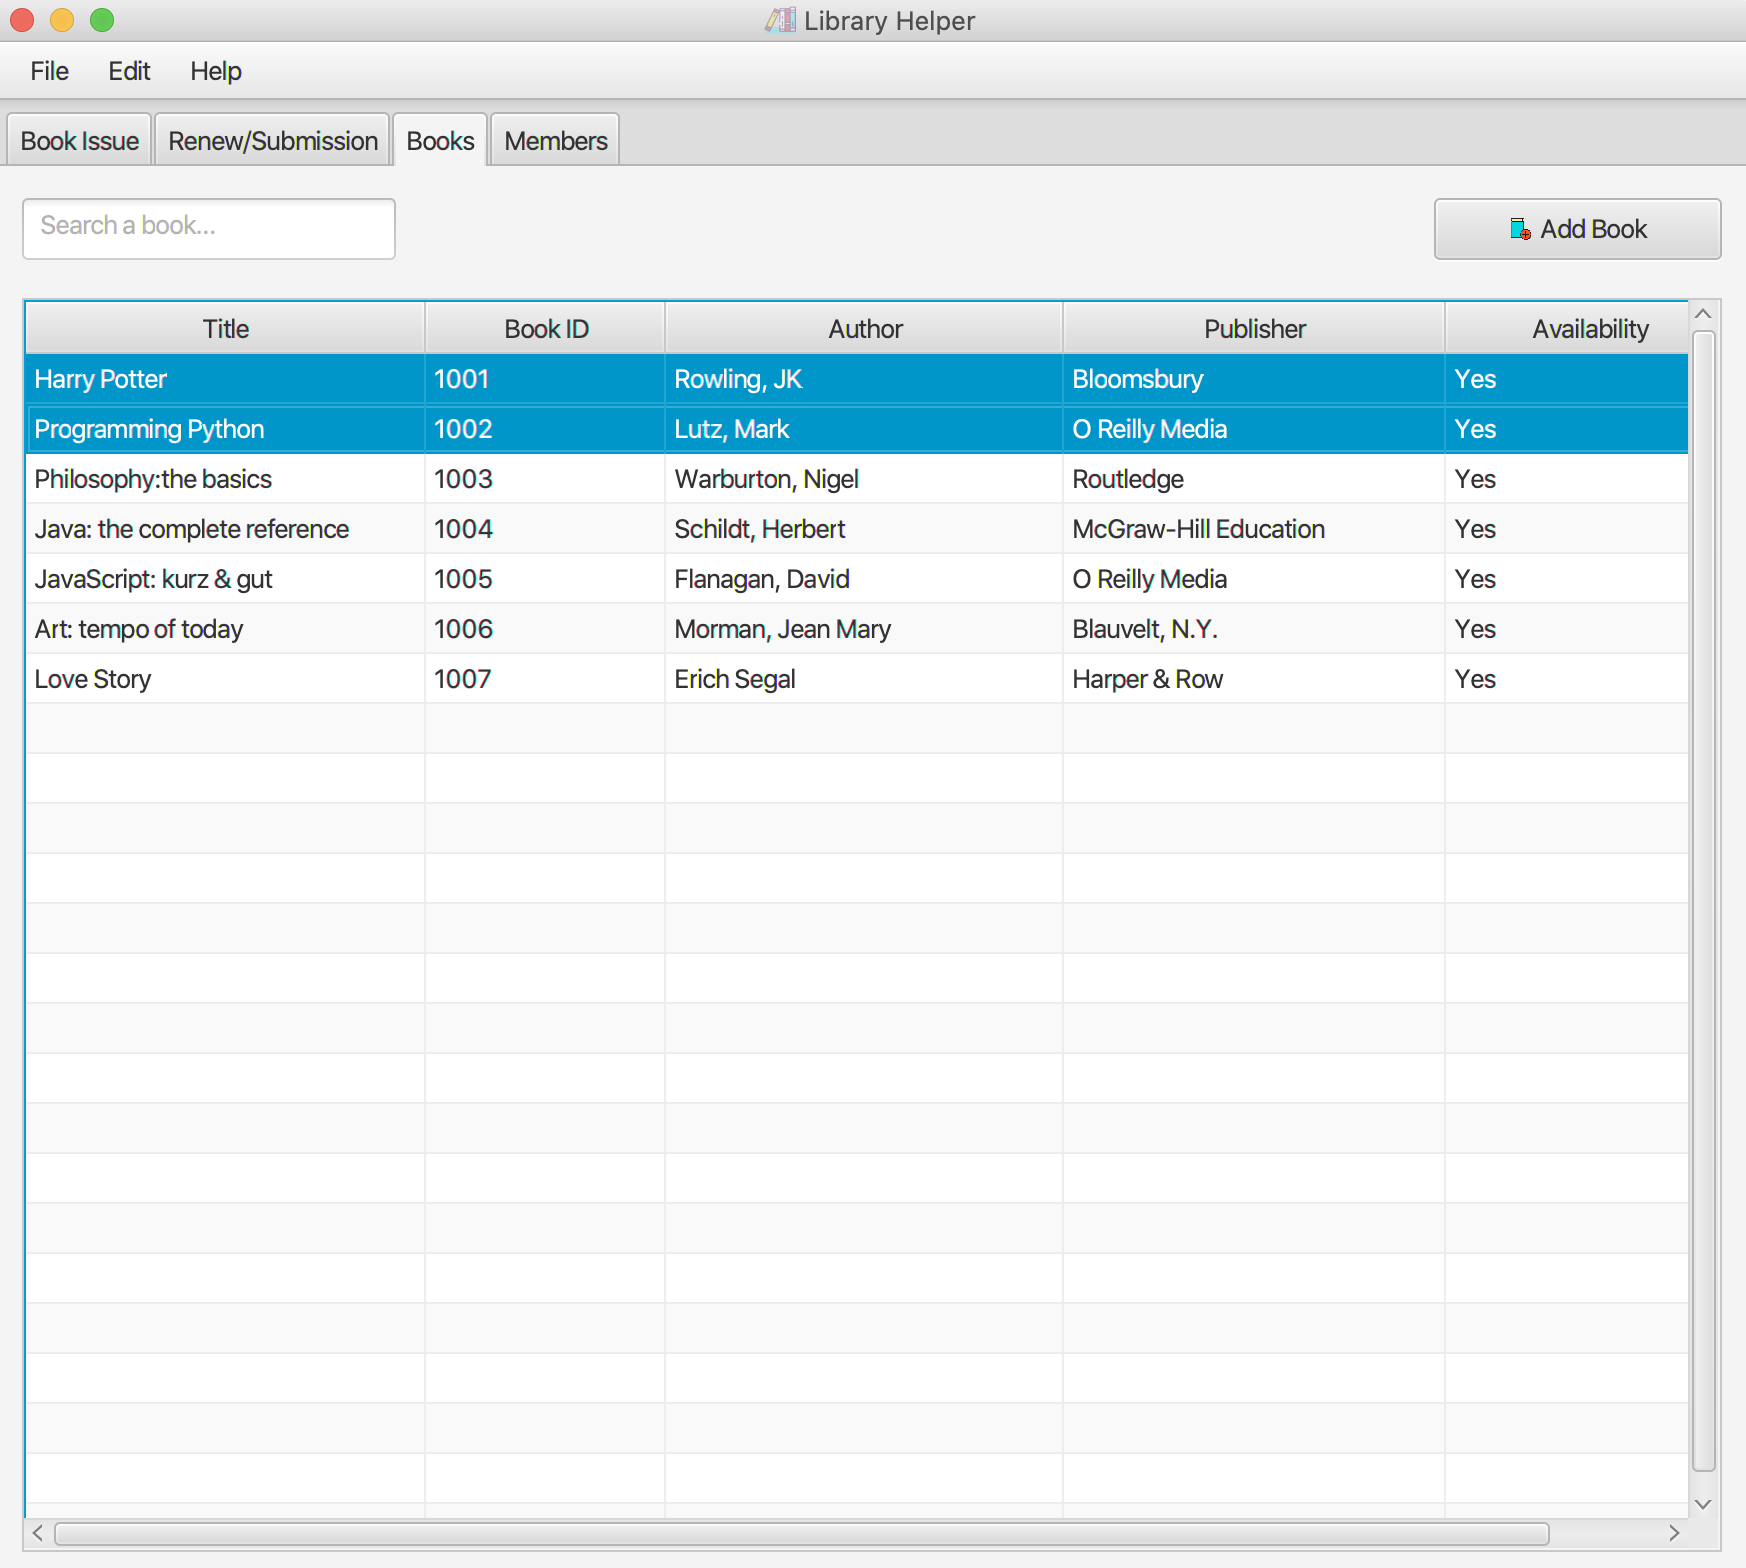 Library Helper
File Edit Help
Book Issue Renew/Submission Books Members
Search a book... Add Book
Title Book ID Author Publisher Availability
Harry Potter 1001 Rowling, JK Bloomsbury Yes
Programming Python 1002 Lutz, Mark O Reilly Media Yes
Philosophy:the basics 1003 Warburton, Nigel Routledge Yes
Java: the complete reference 1004 Schildt, Herbert McGraw-Hill Education Yes
JavaScript: kurz & gut 1005 Flanagan, David O Reilly Media Yes
Art: tempo of today 1006 Morman, Jean Mary Blauvelt, N.Y. Yes
Love Story 1007 Erich Segal Harper & Row Yes